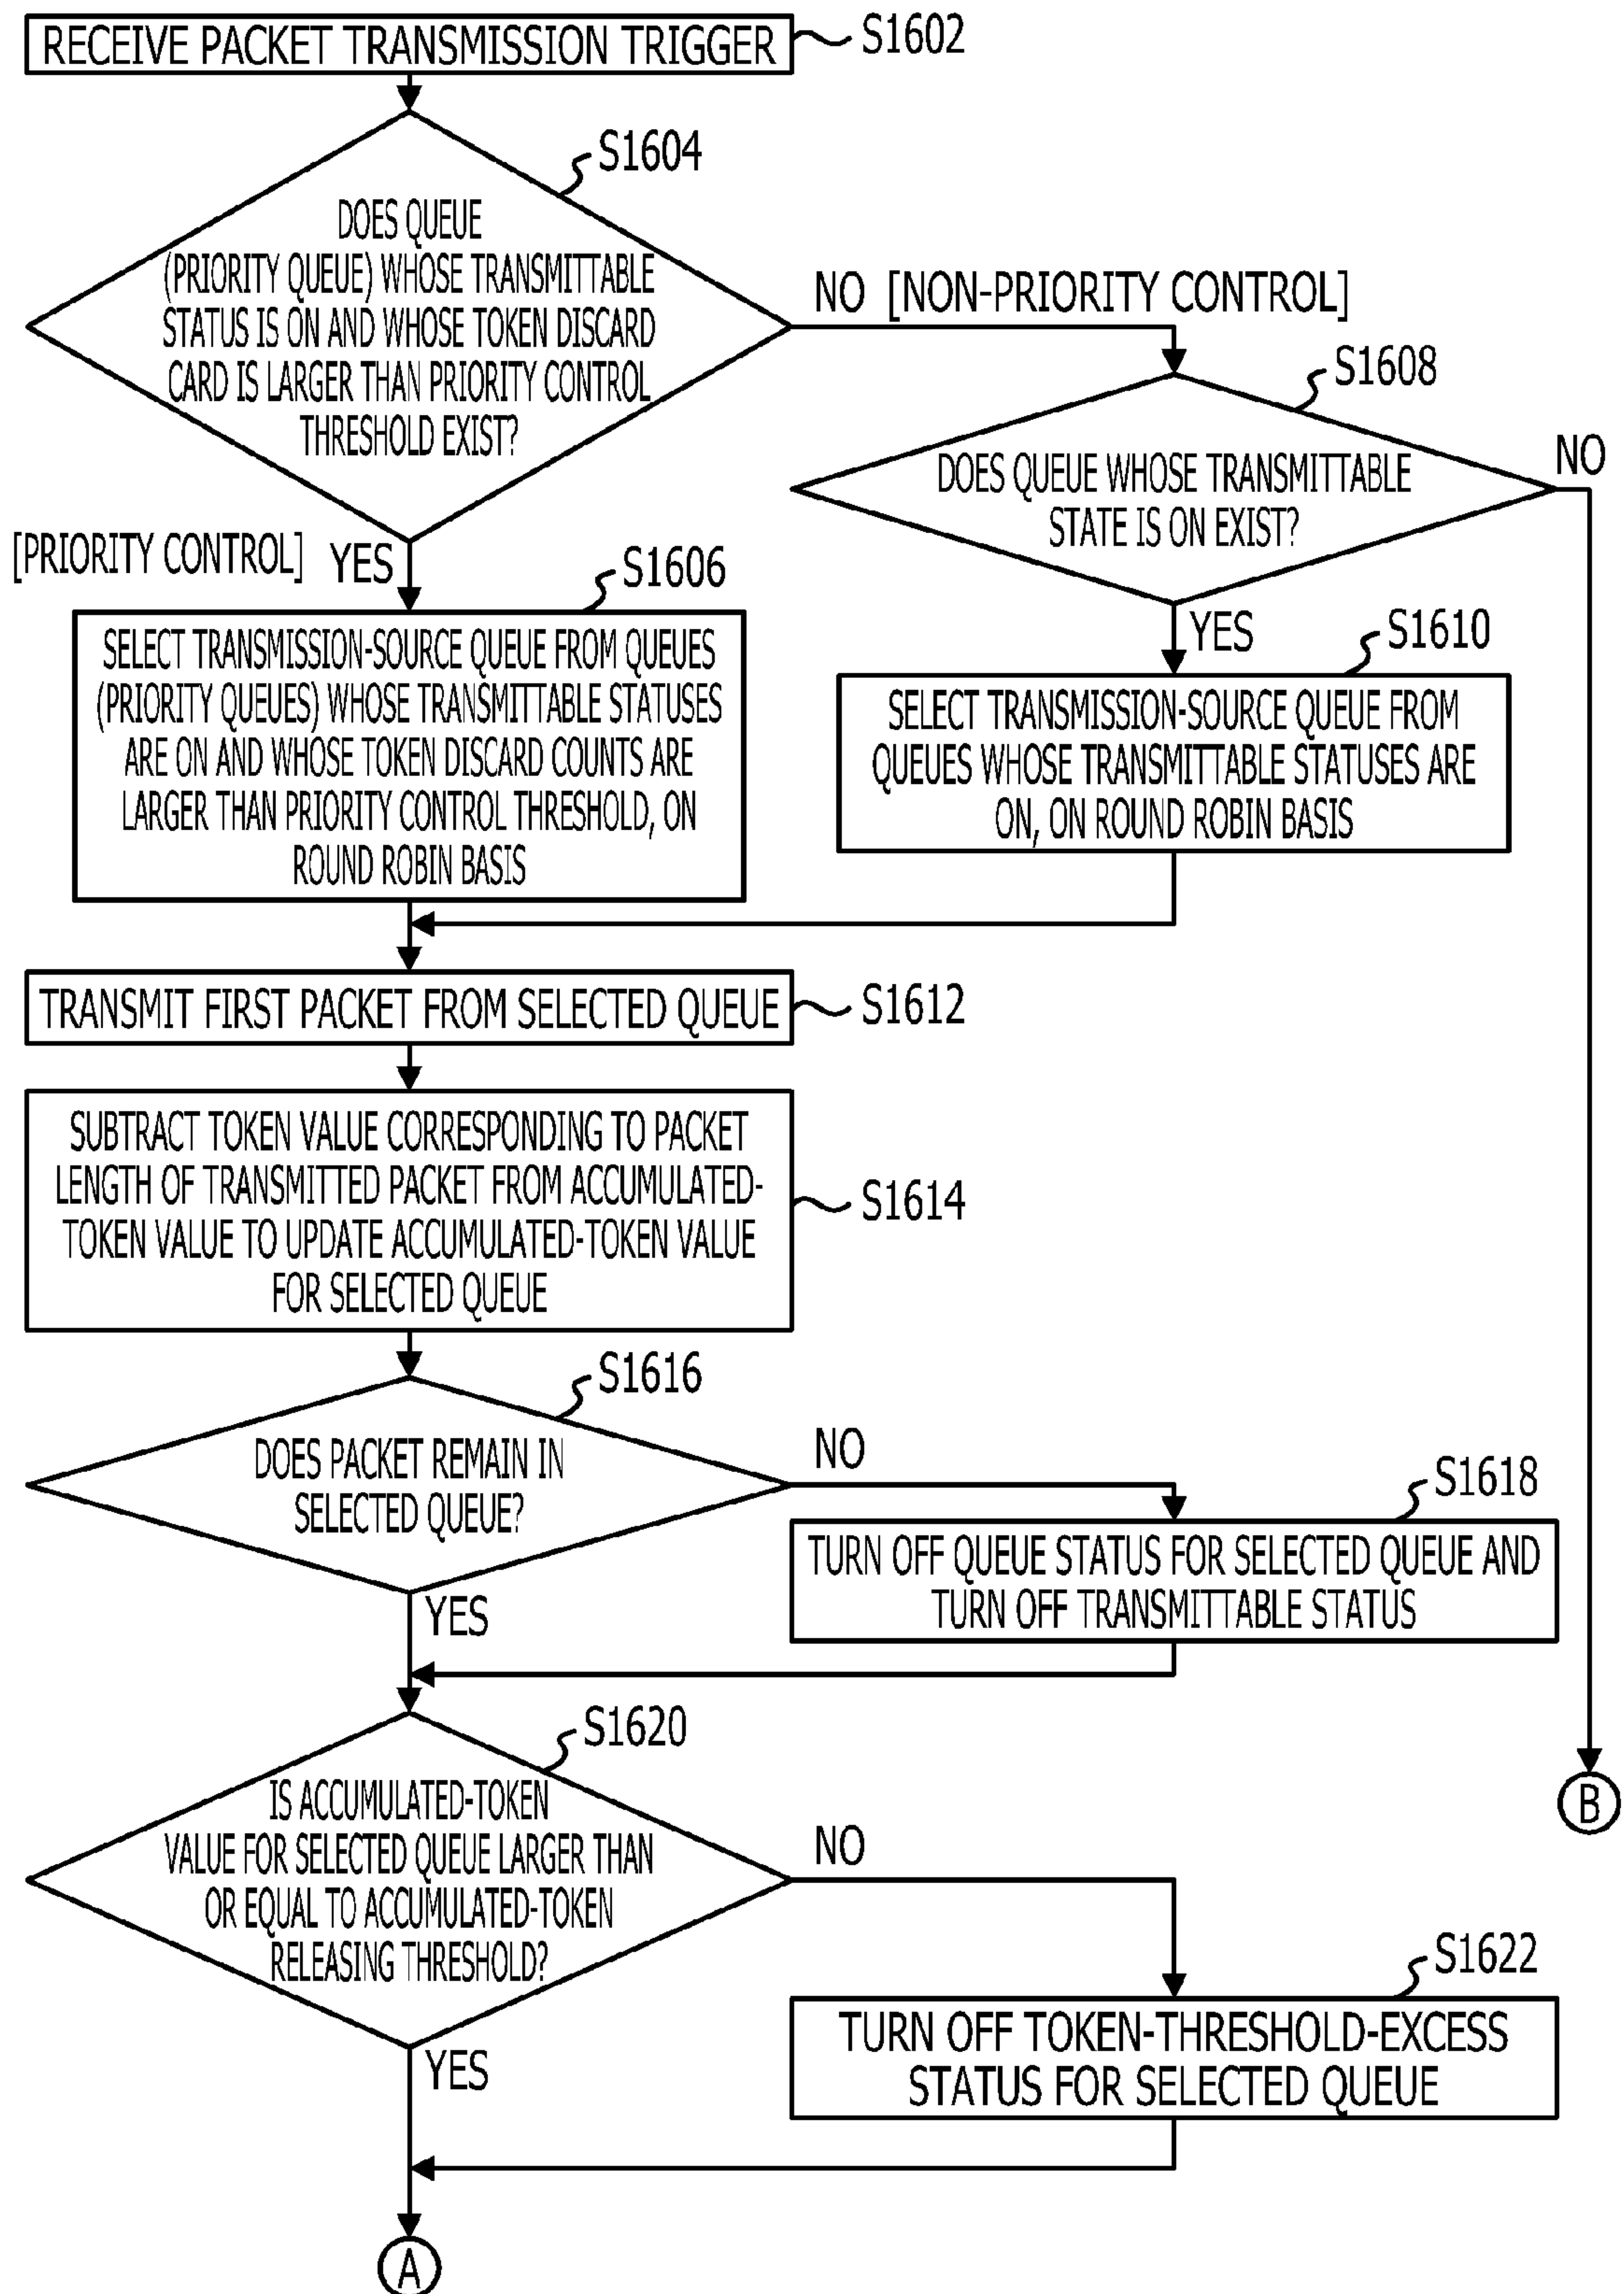 RECEIVE PACKET TRANSMISSION TRIGGER
S1602
S1604
DOES QUEUE
(PRIORITY QUEUE) WHOSE TRANSMITTABLE
STATUS IS ON AND WHOSE TOKEN DISCARD
CARD IS LARGER THAN PRIORITY CONTROL
THRESHOLD EXIST?
NO [NON-PRIORITY CONTROL]
S1608
DOES QUEUE WHOSE TRANSMITTABLE
STATE IS ON EXIST?
NO
[PRIORITY CONTROL] YES
S1606
SELECT TRANSMISSION-SOURCE QUEUE FROM QUEUES
(PRIORITY QUEUES) WHOSE TRANSMITTABLE STATUSES
ARE ON AND WHOSE TOKEN DISCARD COUNTS ARE
LARGER THAN PRIORITY CONTROL THRESHOLD, ON
ROUND ROBIN BASIS
YES
S1610
SELECT TRANSMISSION-SOURCE QUEUE FROM
QUEUES WHOSE TRANSMITTABLE STATUSES ARE
ON, ON ROUND ROBIN BASIS
TRANSMIT FIRST PACKET FROM SELECTED QUEUE
S1612
SUBTRACT TOKEN VALUE CORRESPONDING TO PACKET
LENGTH OF TRANSMITTED PACKET FROM ACCUMULATED-
TOKEN VALUE TO UPDATE ACCUMULATED-TOKEN VALUE
FOR SELECTED QUEUE
S1614
S1616
DOES PACKET REMAIN IN
SELECTED QUEUE?
NO
S1618
TURN OFF QUEUE STATUS FOR SELECTED QUEUE AND
TURN OFF TRANSMITTABLE STATUS
YES
S1620
IS ACCUMULATED-TOKEN
VALUE FOR SELECTED QUEUE LARGER THAN
OR EQUAL TO ACCUMULATED-TOKEN
RELEASING THRESHOLD?
NO
B
S1622
TURN OFF TOKEN-THRESHOLD-EXCESS
STATUS FOR SELECTED QUEUE
YES
A